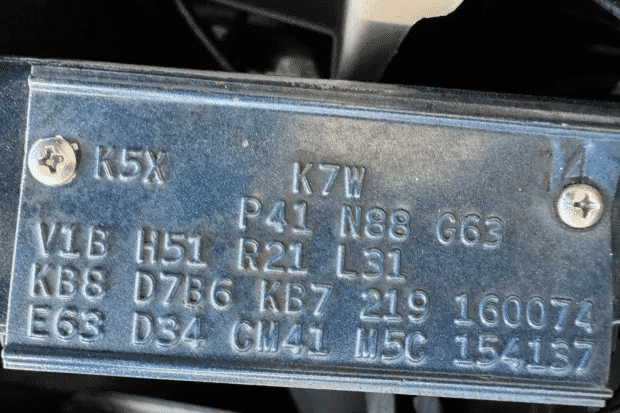 K5X K7W 14
P41 N88 G63
V1B H51 R21 L31
KB8 D7B6 KB7 219 160074
E63 D34 CM41 M5C 154137